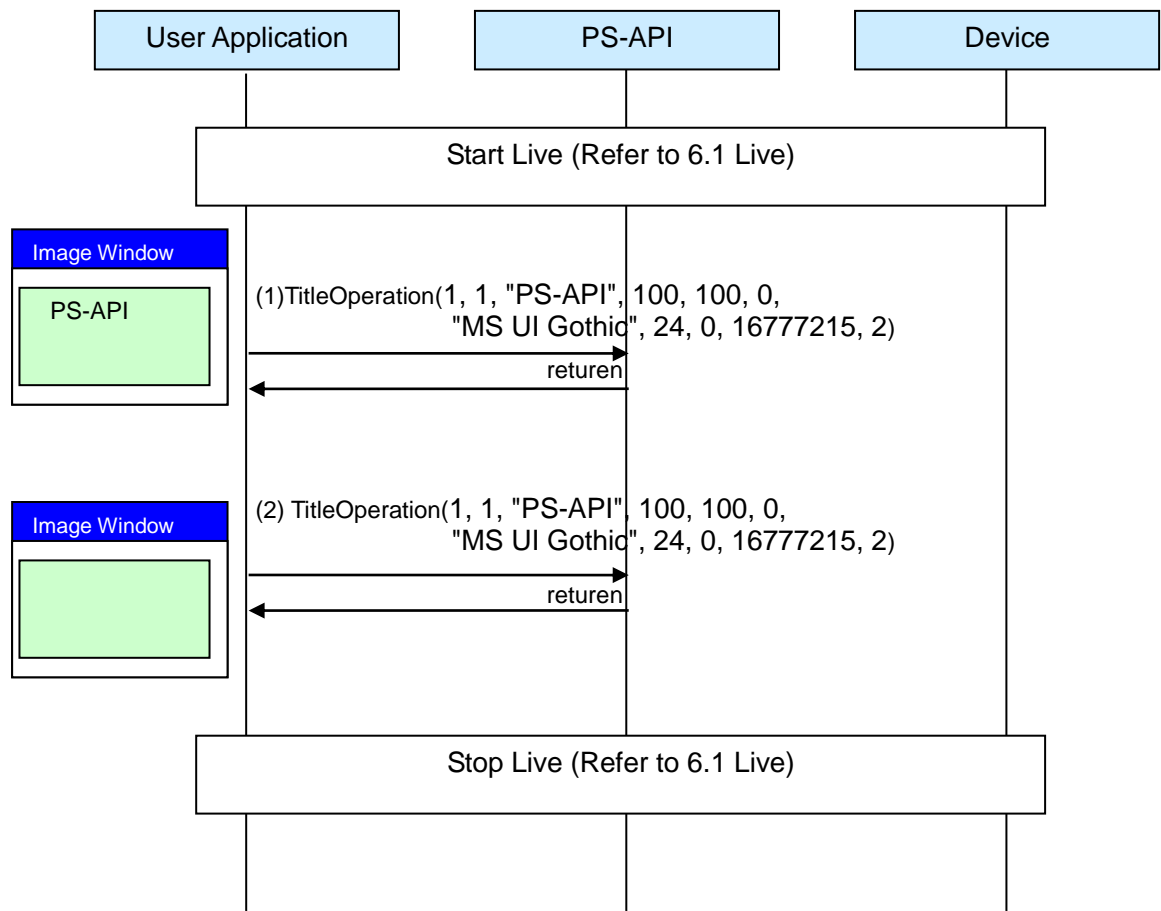 User Application
PS-API
Device
Start Live (Refer to 6.1 Live)
Image Window
PS-API
(1)TitleOperation(1, 1, "PS-API", 100, 100, 0,
"MS UI Gothic", 24, 0, 16777215, 2)
returen
Image Window
(2) TitleOperation(1, 1, "PS-API", 100, 100, 0,
"MS UI Gothic", 24, 0, 16777215, 2)
returen
Stop Live (Refer to 6.1 Live)